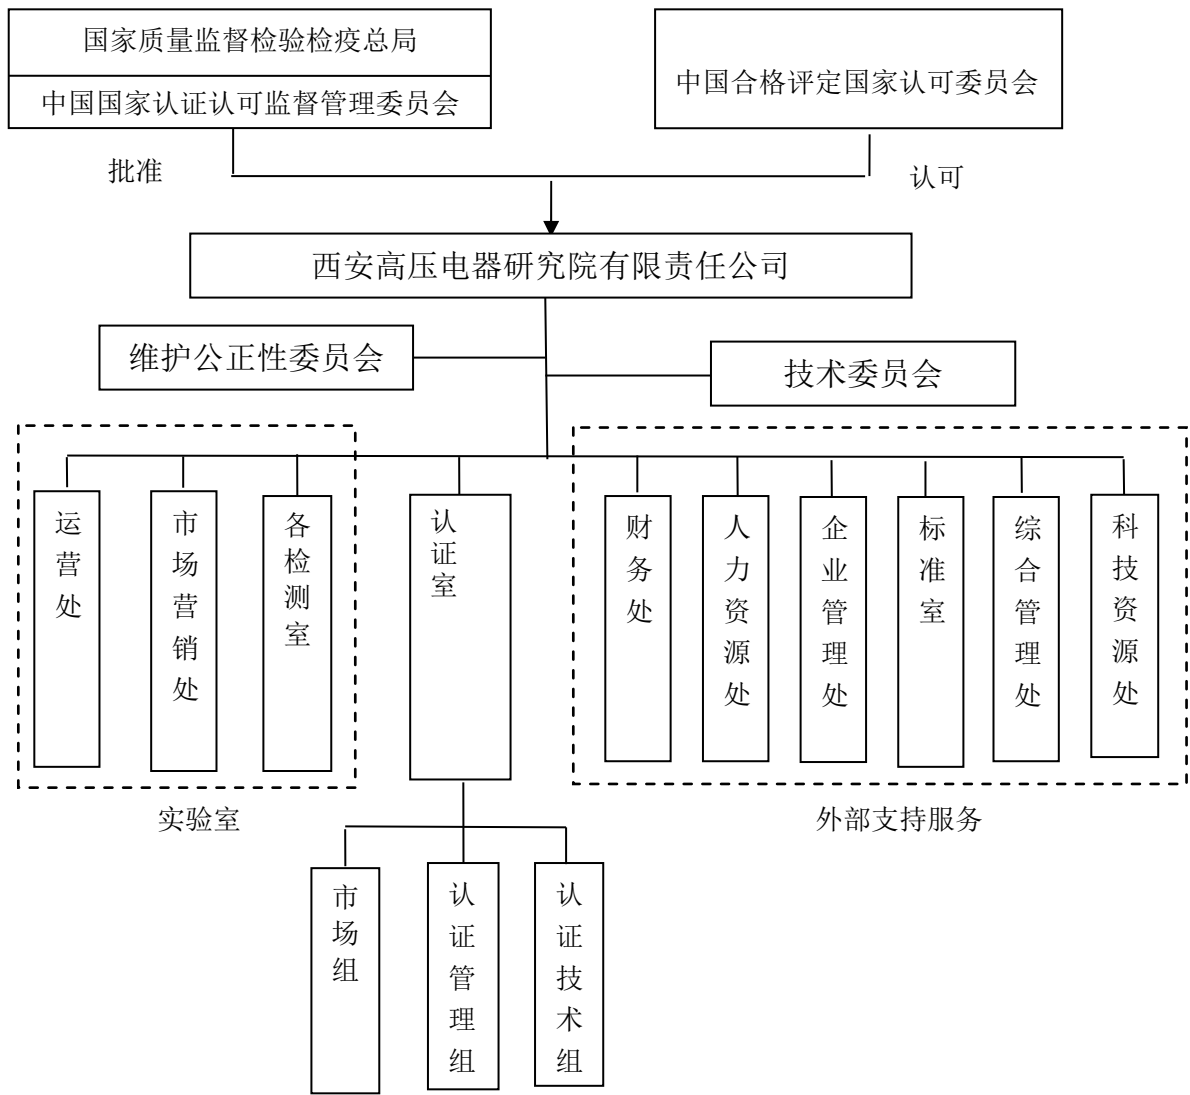 国家质量监督检验检疫总局
中国国家认证认可监督管理委员会
中国合格评定国家认可委员会
批准
认可
西安高压电器研究院有限责任公司
维护公正性委员会
技术委员会
运营处
市场营销处
各检测室
认证室
财务处
人力资源处
企业管理处
标准室
综合管理处
科技资源处
实验室
外部支持服务
市场组
认证管理组
认证技术组